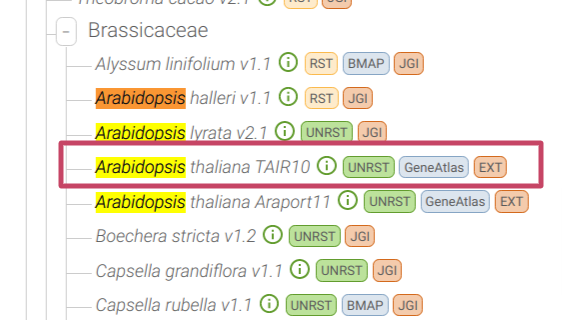 Theobroma cacao v2.1 RST JGI
Brassicaceae
Alyssum linifolium v1.1 RST BMAP JGI
Arabidopsis halleri v1.1 RST JGI
Arabidopsis lyrata v2.1 UNRST JGI
Arabidopsis thaliana TAIR10 UNRST GeneAtlas EXT
Arabidopsis thaliana Araport11 UNRST GeneAtlas EXT
Boechera stricta v1.2 UNRST JGI
Capsella grandiflora v1.1 UNRST JGI
Capsella rubella v1.1 UNRST BMAP JGI